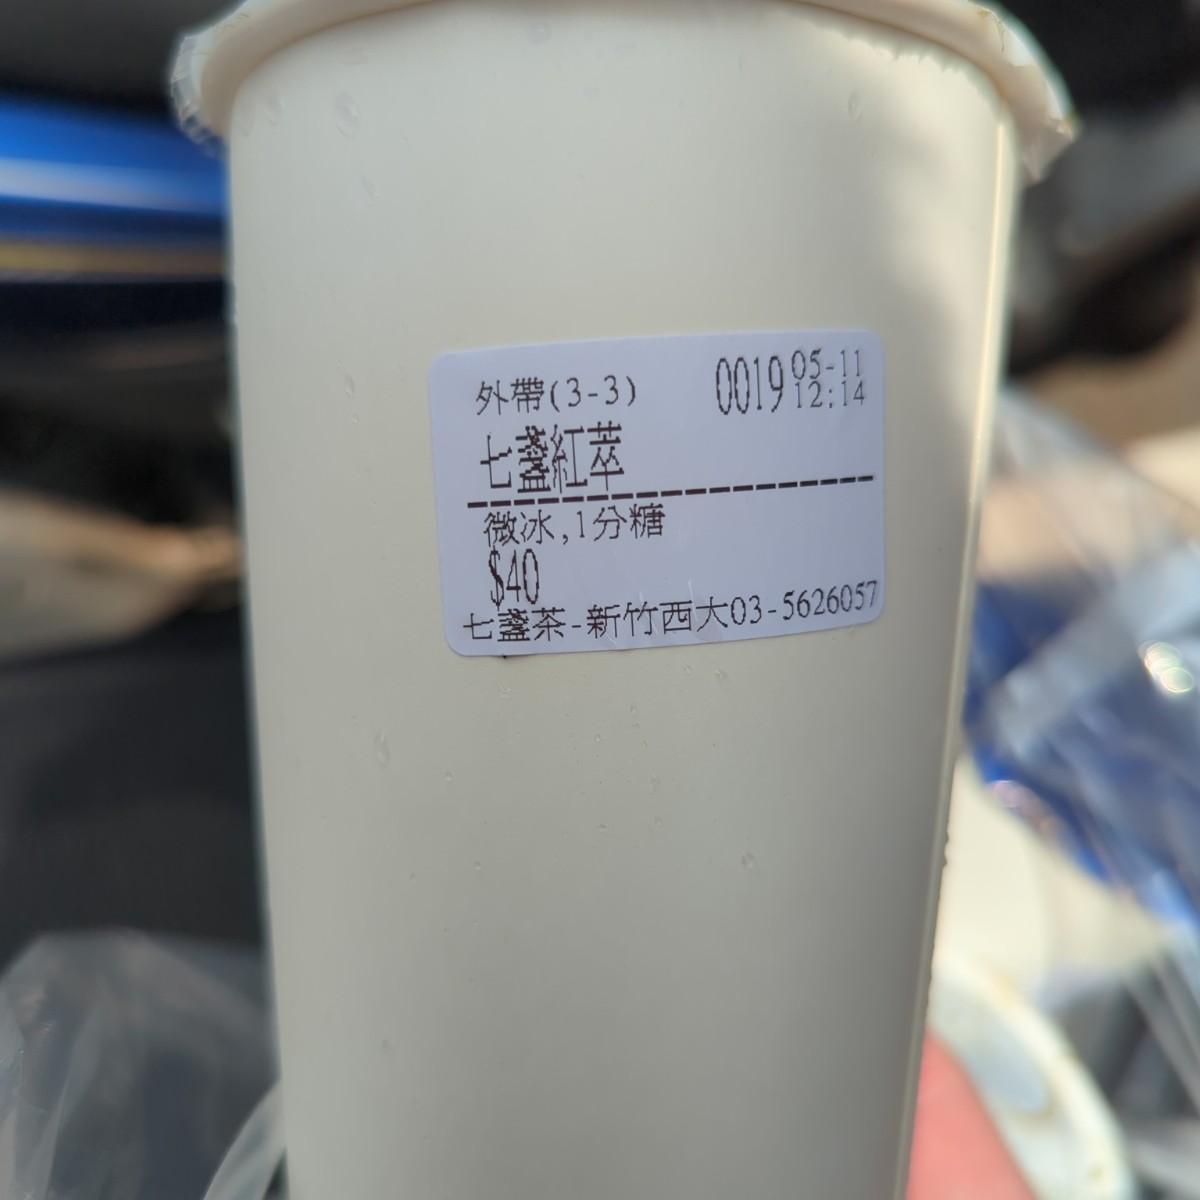 外帶(3-3) 0019 05-11 12:14
七盞紅萃
微冰,1分糖
$40
七盞茶-新竹西大03-5626057